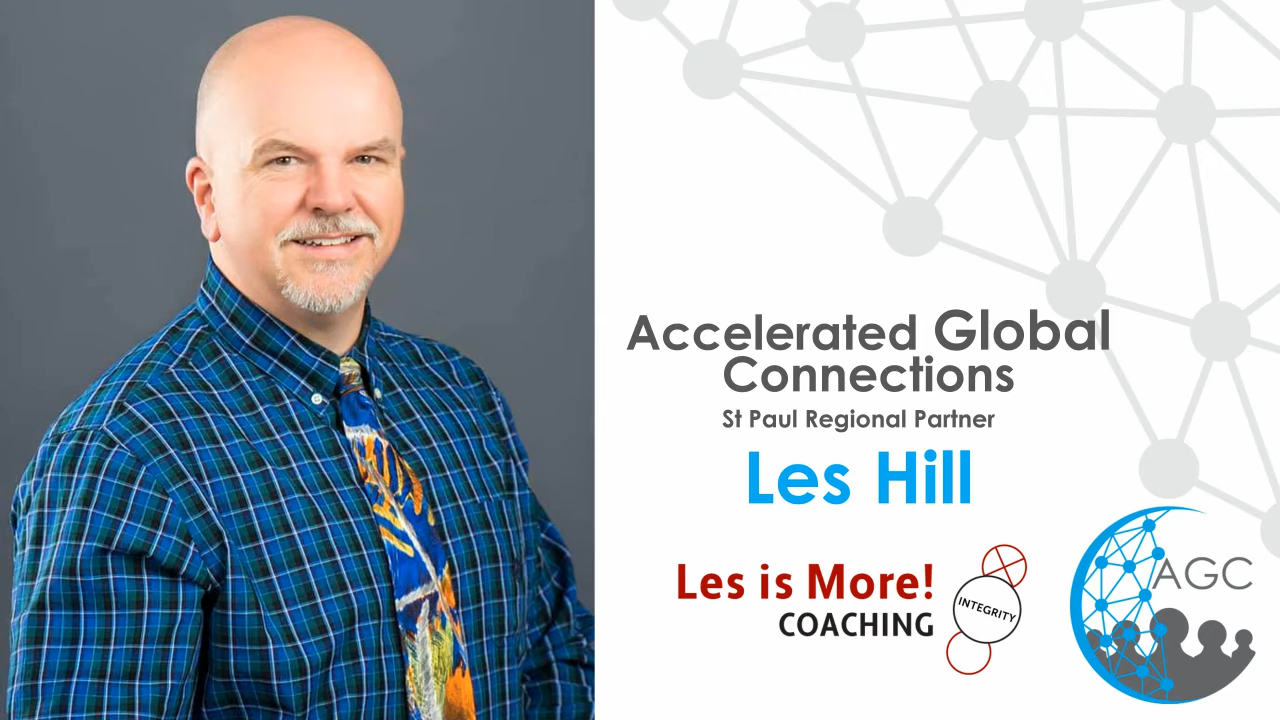 Accelerated Global
Connections
St Paul Regional Partner
Les Hill
Les is More!
COACHING
INTEGRITY
AGC